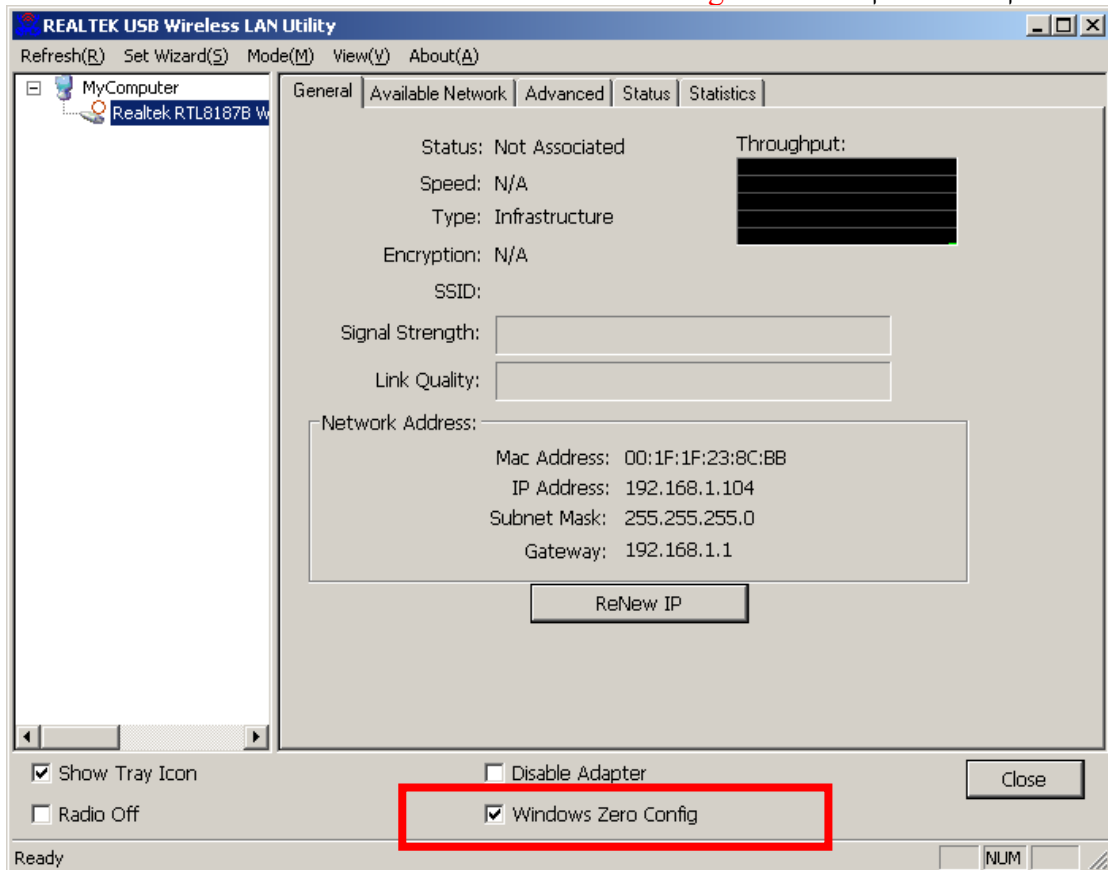 REALTEK USB Wireless LAN Utility
Refresh(R) Set Wizard(S) Mode(M) View(V) About(A)
MyComputer
Realtek RTL8187B W
General Available Network Advanced Status Statistics
Status: Not Associated
Throughput:
Speed: N/A
Type: Infrastructure
Encryption: N/A
SSID:
Signal Strength:
Link Quality:
Network Address:
Mac Address: 00:1F:1F:23:8C:BB
IP Address: 192.168.1.104
Subnet Mask: 255.255.255.0
Gateway: 192.168.1.1
ReNew IP
Show Tray Icon
Disable Adapter
Close
Radio Off
Windows Zero Config
Ready
NUM